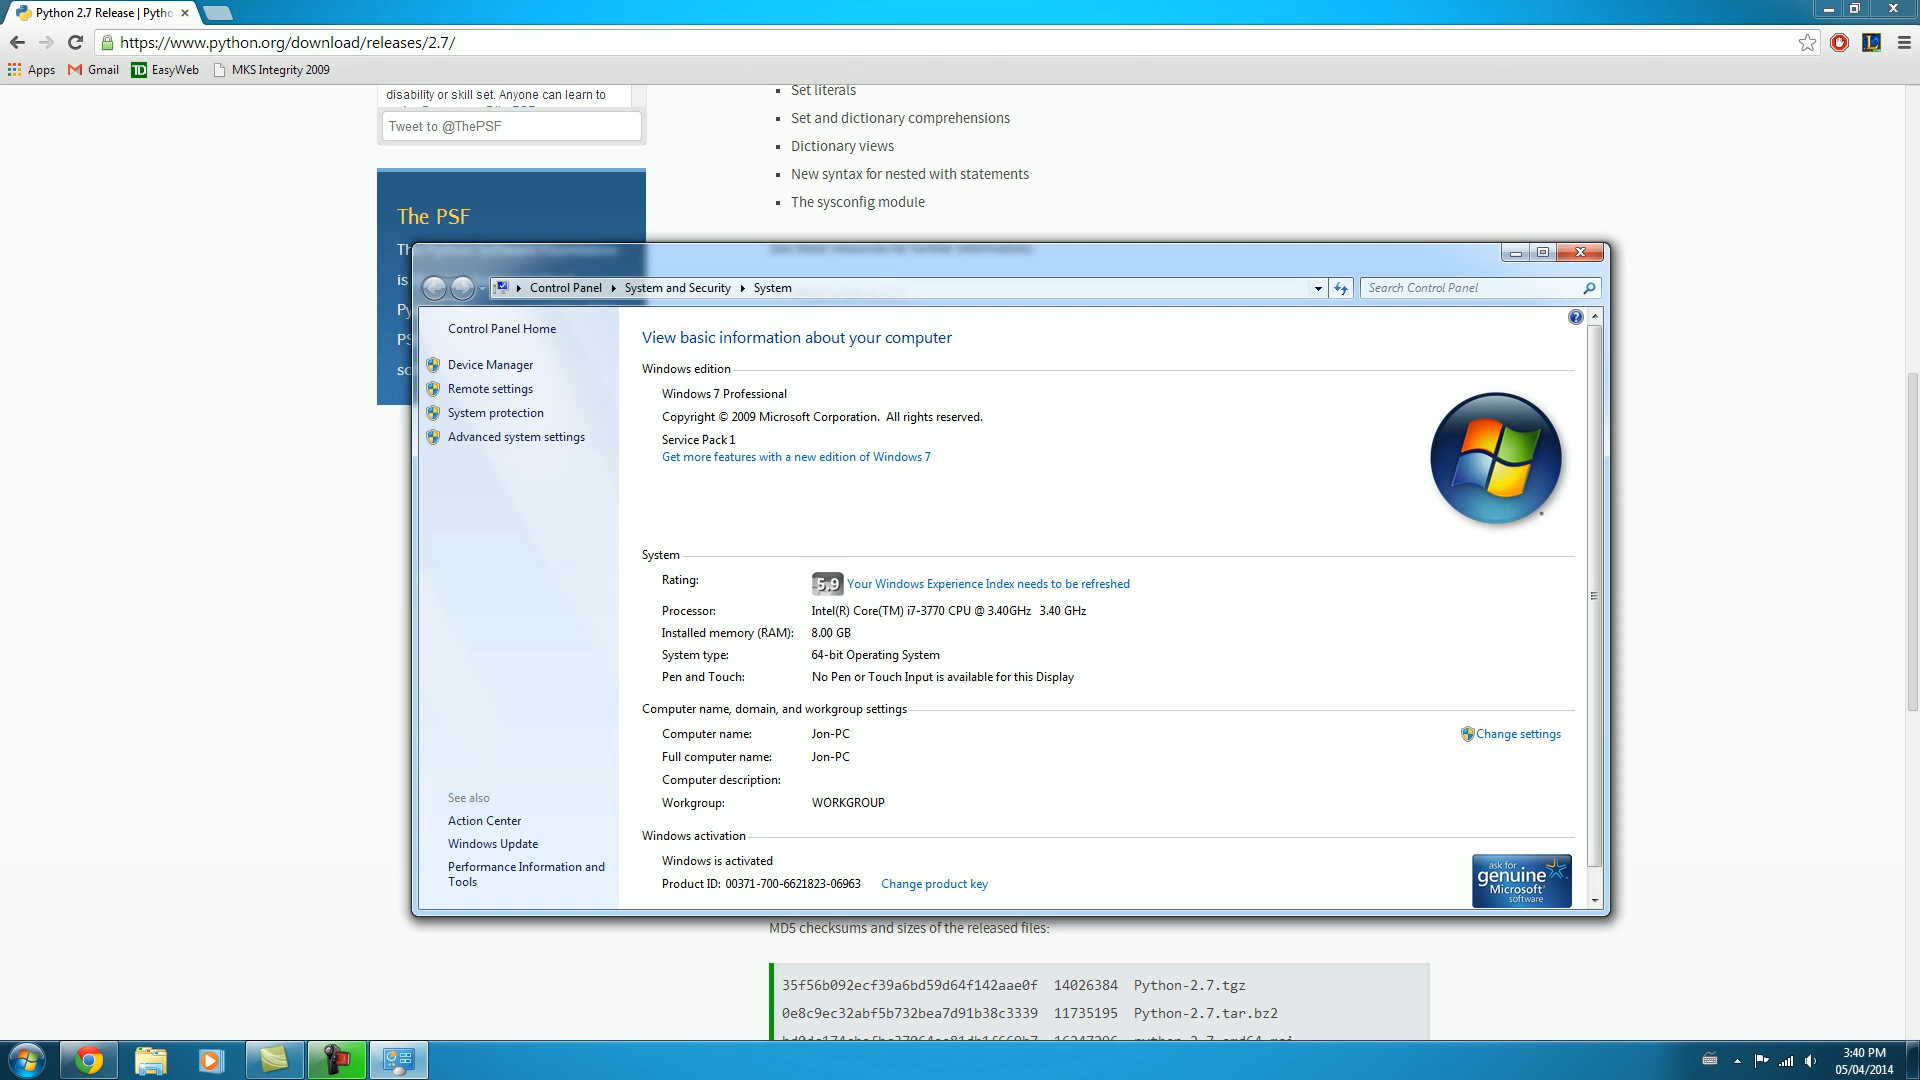 Python 2.7 Release | Pytho
https://www.python.org/download/releases/2.7/
Apps
Gmail
TD EasyWeb
MKS Integrity 2009
disability or skill set. Anyone can learn to
Tweet to @ThePSF
The PSF
Th
is
Py
PS
so
Set literals
Set and dictionary comprehensions
Dictionary views
New syntax for nested with statements
The sysconfig module
Control Panel
System and Security
System
Search Control Panel
Control Panel Home
Device Manager
Remote settings
System protection
Advanced system settings
See also
Action Center
Windows Update
Performance Information and
Tools
View basic information about your computer
Windows edition
Windows 7 Professional
Copyright © 2009 Microsoft Corporation. All rights reserved.
Service Pack 1
Get more features with a new edition of Windows 7
System
Rating:
5.9 Your Windows Experience Index needs to be refreshed
Processor: Intel(R) Core(TM) i7-3770 CPU @ 3.40GHz 3.40 GHz
Installed memory (RAM): 8.00 GB
System type: 64-bit Operating System
Pen and Touch: No Pen or Touch Input is available for this Display
Computer name, domain, and workgroup settings
Computer name: Jon-PC
Change settings
Full computer name: Jon-PC
Computer description:
Workgroup: WORKGROUP
Windows activation
Windows is activated
Product ID: 00371-700-6621823-06963 Change product key
ask for
genuine
Microsoft
software
MD5 checksums and sizes of the released files:
35f56b092ecf39a6bd59d64f142aae0f 14026384 Python-2.7.tgz
0e8c9ec32abf5b732bea7d91b38c3339 11735195 Python-2.7.tar.bz2
3:40 PM
05/04/2014